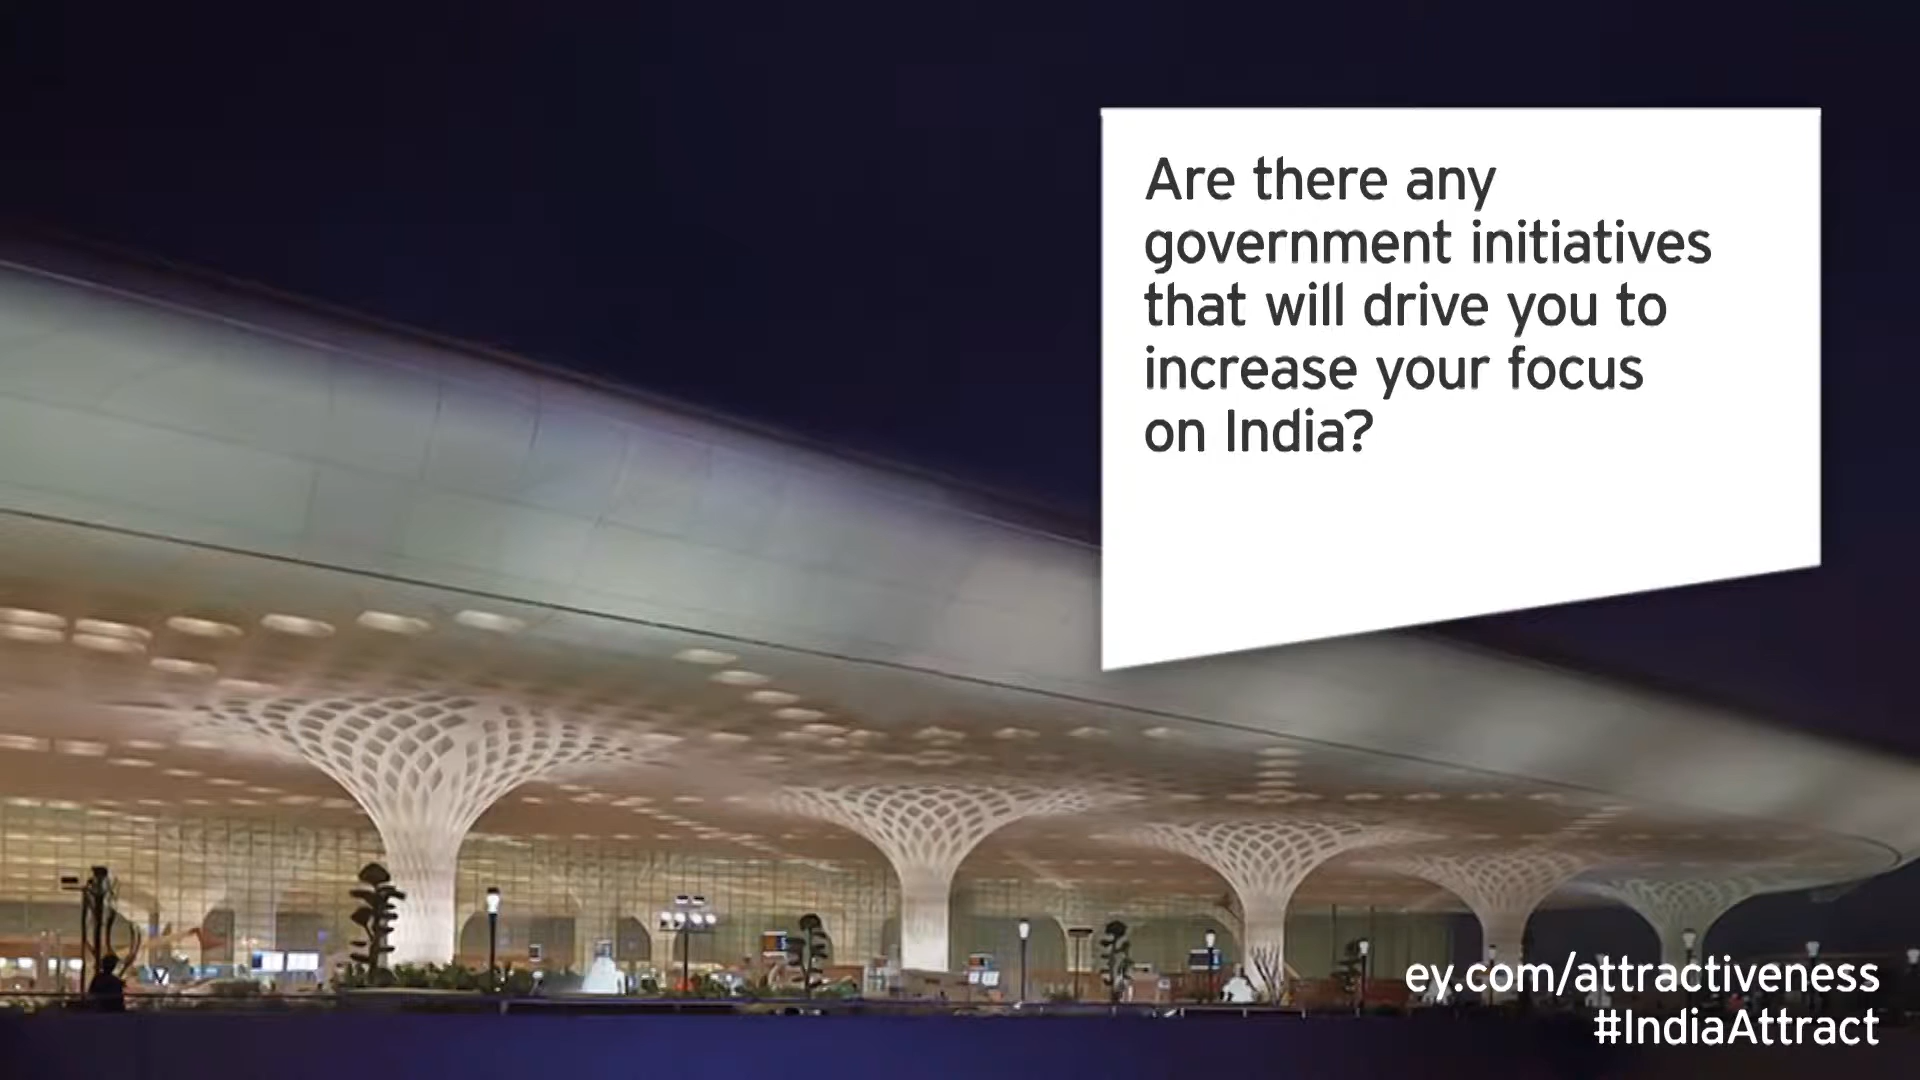 Are there any
government initiatives
that will drive you to
increase your focus
on India?
ey.com/attractiveness
#IndiaAttract